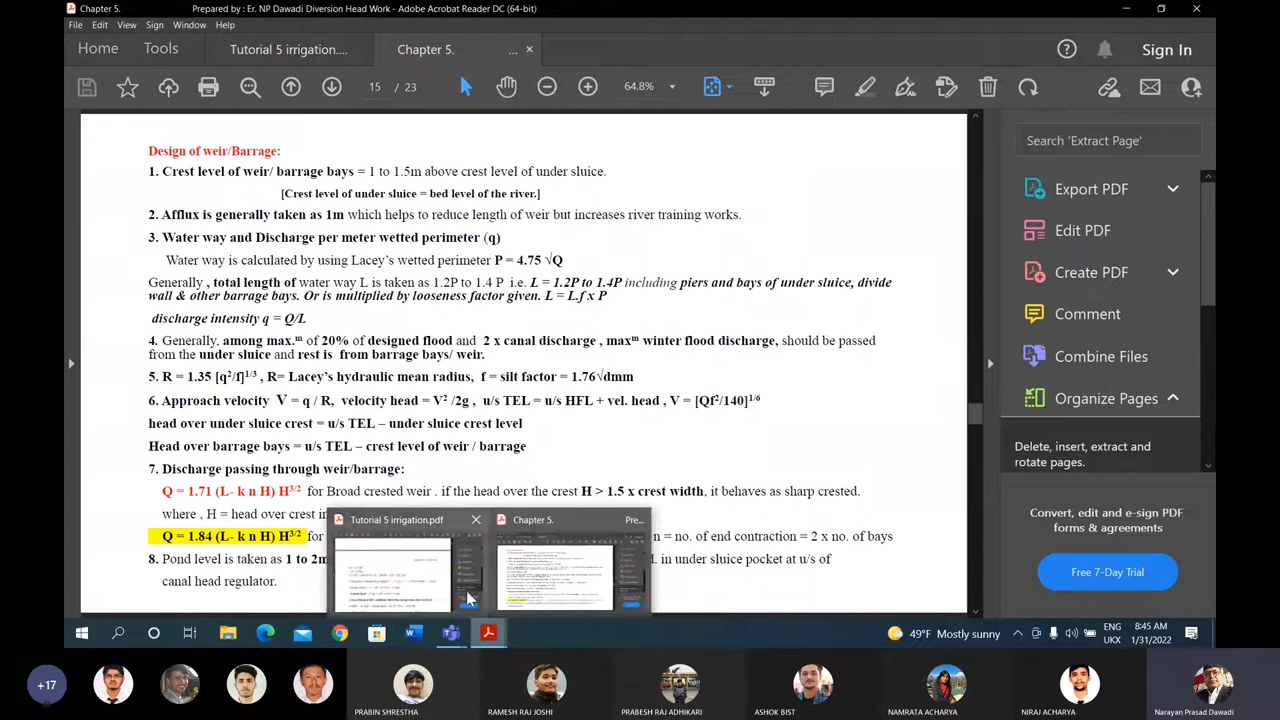 Chapter 5. Prepared by : Er. NP Dawadi Diversion Head Work - Adobe Acrobat Reader DC (64-bit)
File Edit View Sign Window Help
Home Tools Tutorial 5 irrigation.... Chapter 5. ... Sign In
15 / 23 64.8%
Design of weir/Barrage:
1. Crest level of weir/ barrage bays = 1 to 1.5m above crest level of under sluice.
[Crest level of under sluice = bed level of the river.]
2. Afflux is generally taken as 1m which helps to reduce length of weir but increases river training works.
3. Water way and Discharge per meter wetted perimeter (q)
Water way is calculated by using Lacey's wetted perimeter P = 4.75 √Q
Generally , total length of water way L is taken as 1.2P to 1.4 P i.e. L = 1.2P to 1.4P including piers and bays of under sluice, divide
wall & other barrage bays. Or is multiplied by looseness factor given. L = L.f x P
discharge intensity q = Q/L
4. Generally, among max.ᵐ of 20% of designed flood and 2 x canal discharge , maxᵐ winter flood discharge, should be passed
from the under sluice and rest is from barrage bays/ weir.
5. R = 1.35 [q²/f]¹/³ , R= Lacey's hydraulic mean radius, f = silt factor = 1.76√dmm
6. Approach velocity V = q / R, velocity head = V² /2g , u/s TEL = u/s HFL + vel. head , V = [Qf²/140]¹/⁶
head over under sluice crest = u/s TEL – under sluice crest level
Head over barrage bays = u/s TEL – crest level of weir / barrage
7. Discharge passing through weir/barrage:
Q = 1.71 (L- k n H) H³/² for Broad crested weir . if the head over the crest H > 1.5 x crest width, it behaves as sharp crested.
where , H = head over crest in
Q = 1.84 (L- k n H) H³/² for n = no. of end contraction = 2 x no. of bays
8. Pond level is taken as 1 to 2m d. in under sluice pocket at u/s of
canal head regulator.
Tutorial 5 irrigation.pdf
Chapter 5. Pre...
Search 'Extract Page'
Export PDF
Edit PDF
Create PDF
Comment
Combine Files
Organize Pages
Delete, insert, extract and
rotate pages.
Convert, edit and e-sign PDF
forms & agreements
Free 7-Day Trial
49°F Mostly sunny
ENG
UKX
8:45 AM
1/31/2022
+17
PRABIN SHRESTHA
RAMESH RAJ JOSHI
PRABESH RAJ ADHIKARI
ASHOK BIST
NAMRATA ACHARYA
NIRAJ ACHARYA
Narayan Prasad Dawadi